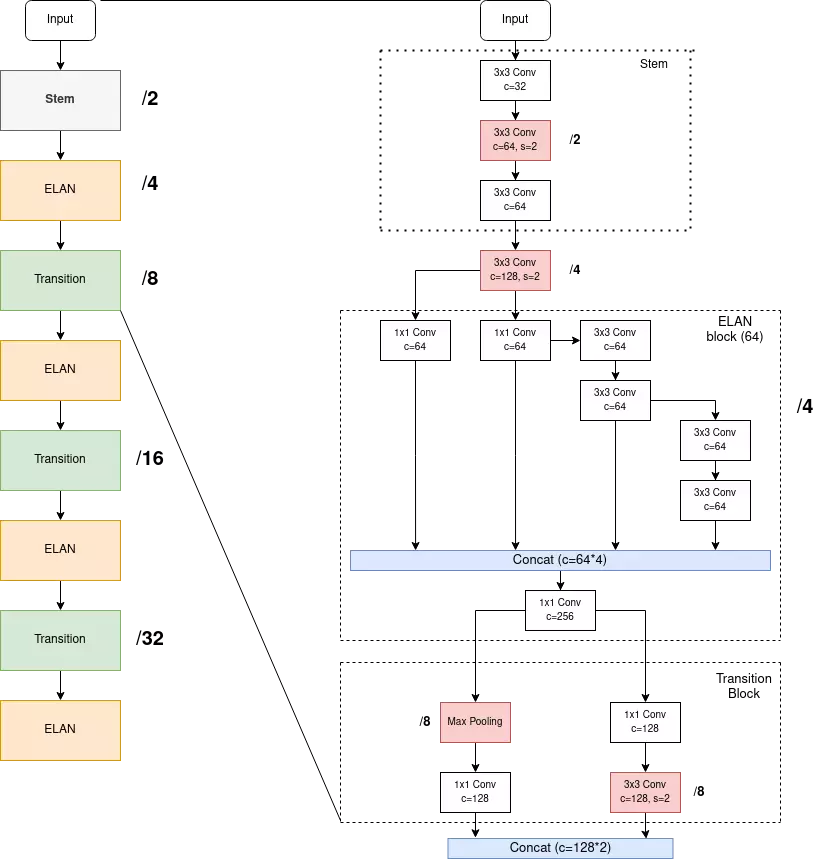 Input
Stem
/2
ELAN
/4
Transition
/8
ELAN
Transition
/16
ELAN
Transition
/32
ELAN
Input
Stem
3x3 Conv
c=32
3x3 Conv
c=64, s=2
/2
3x3 Conv
c=64
3x3 Conv
c=128, s=2
/4
ELAN
block (64)
1x1 Conv
c=64
1x1 Conv
c=64
3x3 Conv
c=64
3x3 Conv
c=64
/4
3x3 Conv
c=64
3x3 Conv
c=64
Concat (c=64*4)
1x1 Conv
c=256
Transition
Block
/8
Max Pooling
1x1 Conv
c=128
1x1 Conv
c=128
3x3 Conv
c=128, s=2
/8
Concat (c=128*2)